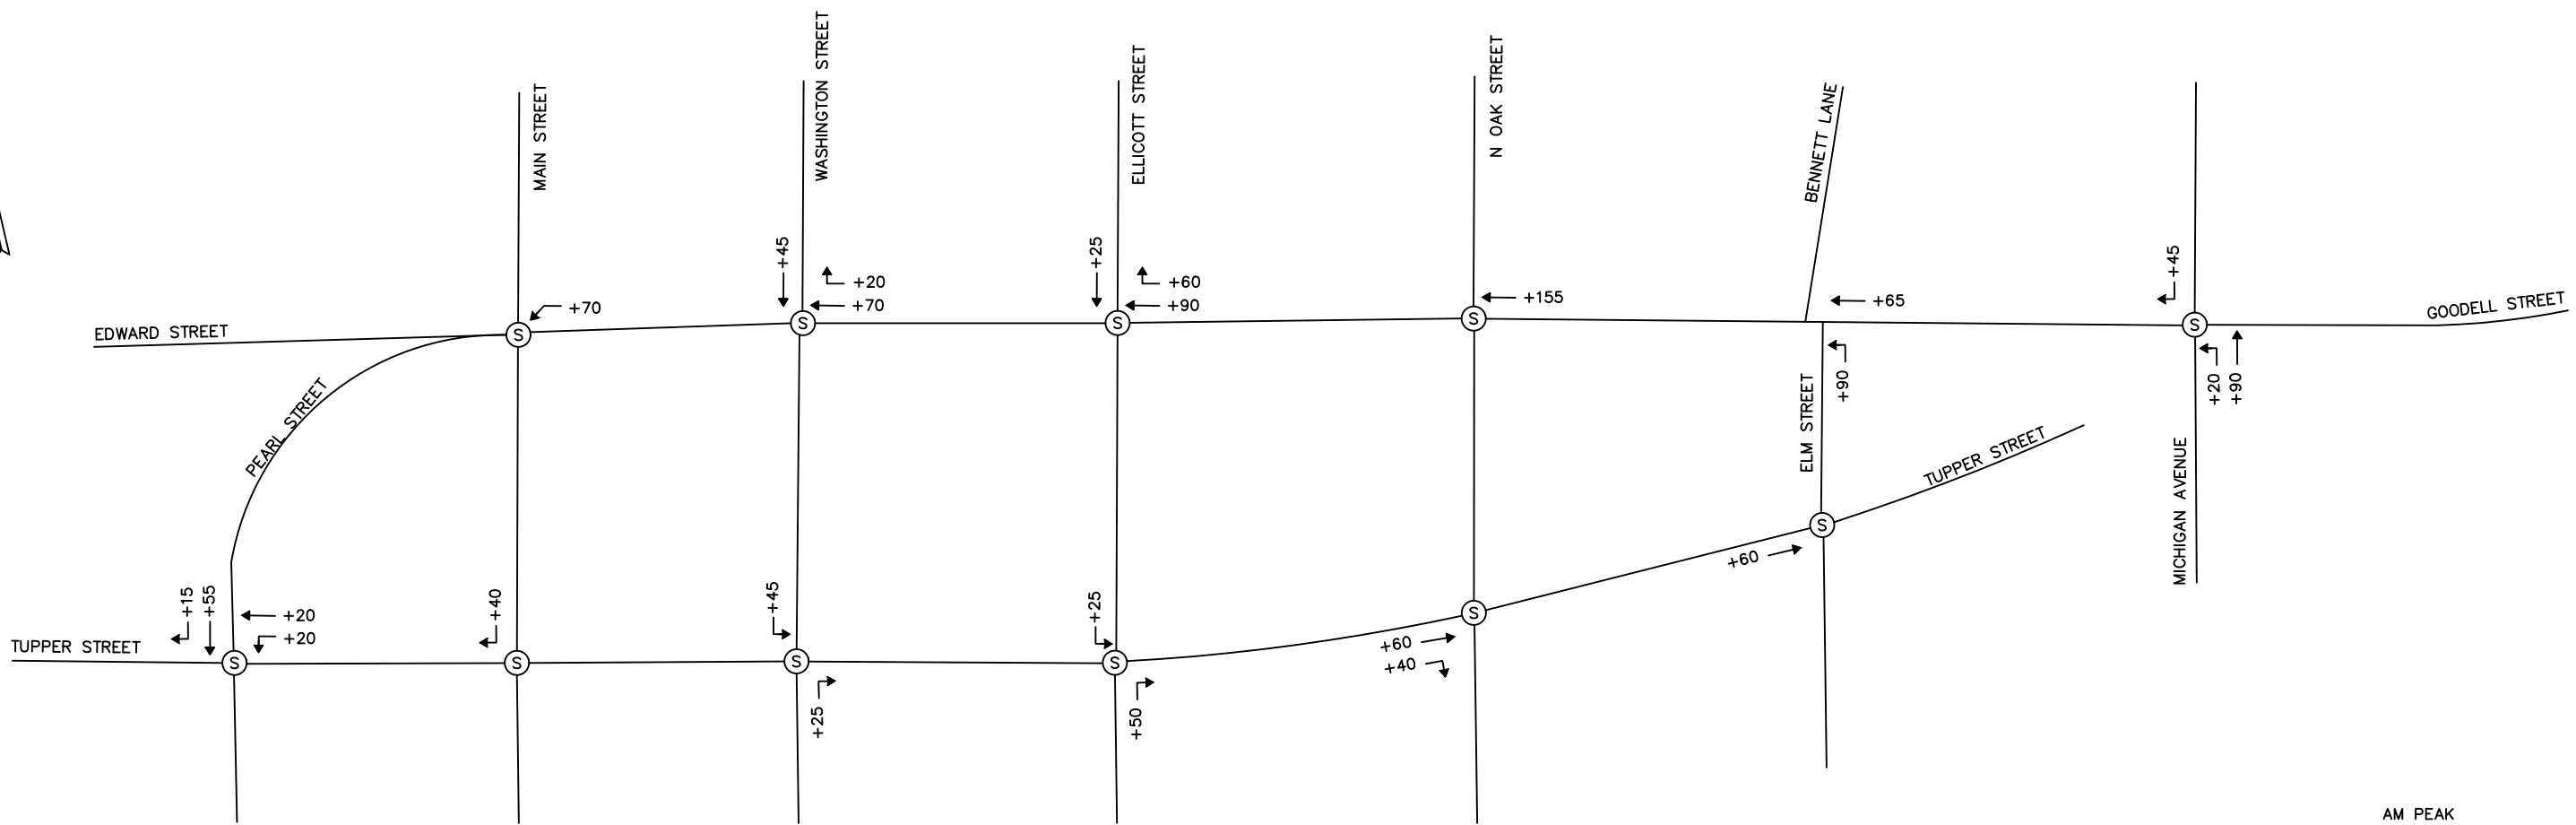 MAIN STREET
WASHINGTON STREET
ELLICOTT STREET
N OAK STREET
BENNETT LANE
+70
+45
+20
+70
+25
+60
+90
+155
+65
+45
GOODELL STREET
EDWARD STREET
+90
+20
+90
PEARL STREET
ELM STREET
TUPPER STREET
MICHIGAN AVENUE
+15
+55
+20
+20
+40
+45
+25
+60
+60
+40
TUPPER STREET
+25
+50
S
S
S
S
S
S
S
S
S
S
S
AM PEAK